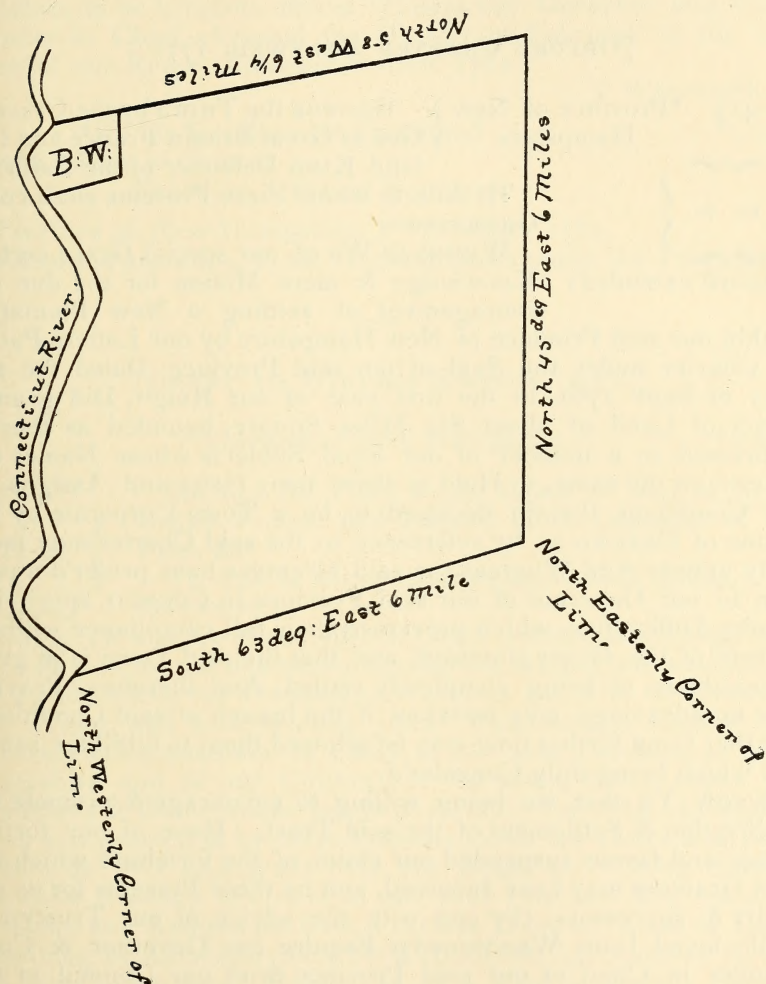 North 58 West 6¼ Miles
B:W:
North 45 deg East 6 Miles
Connecticut River.
South 63 deg: East 6 mile
North Easterly Corner of
Lim.
North Westerly Corner of
Lim.